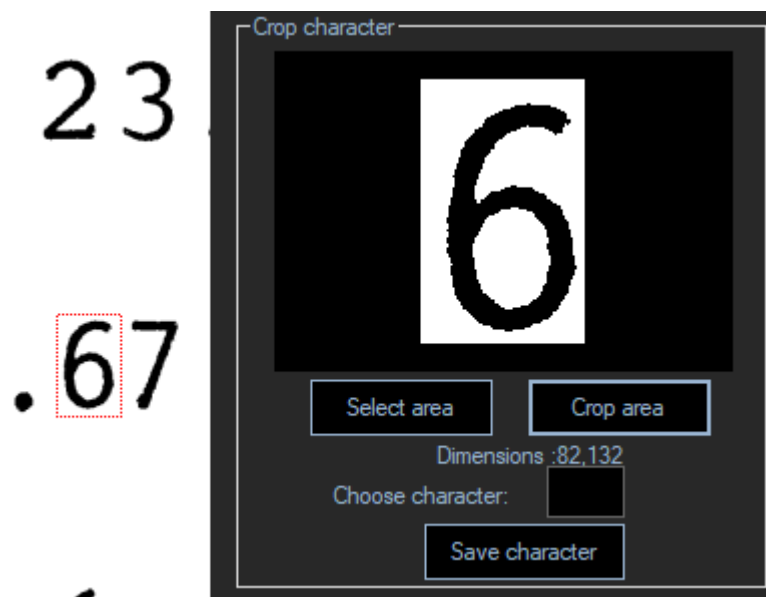 23.
.67
Crop character
6
Select area
Crop area
Dimensions :82,132
Choose character:
Save character